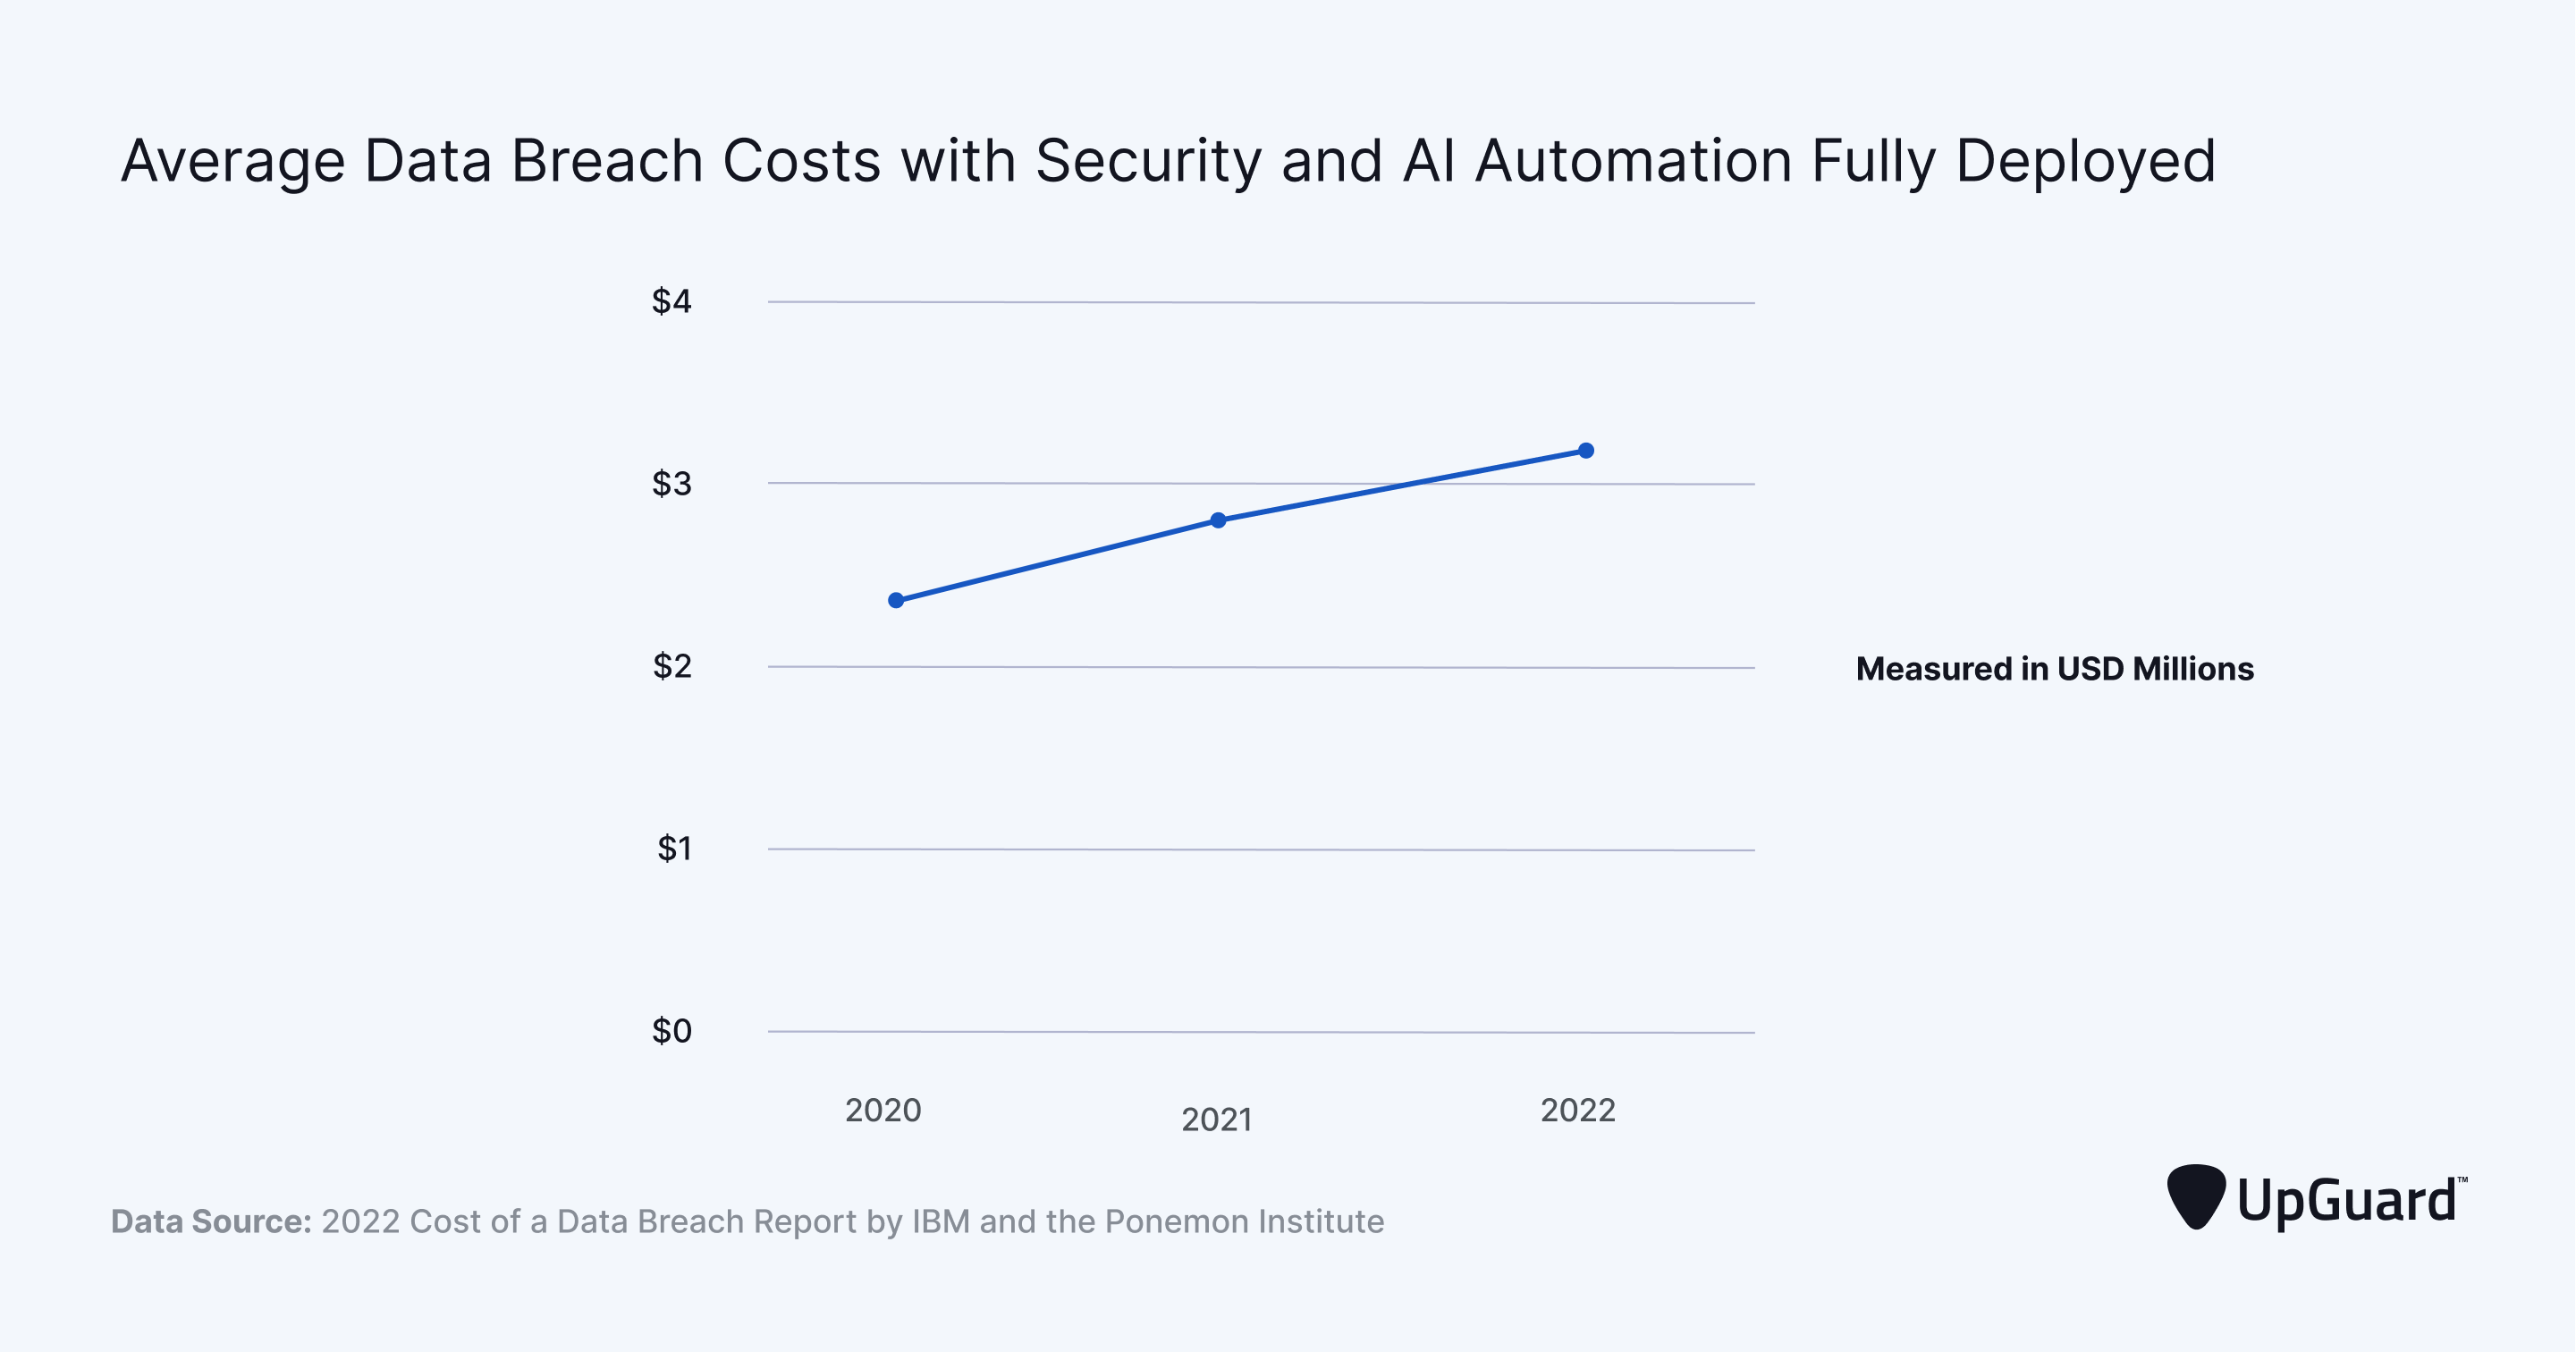 Average Data Breach Costs with Security and AI Automation Fully Deployed
$4
$3
$2
Measured in USD Millions
$1
$0
2020
2021
2022
Data Source: 2022 Cost of a Data Breach Report by IBM and the Ponemon Institute
UpGuard™